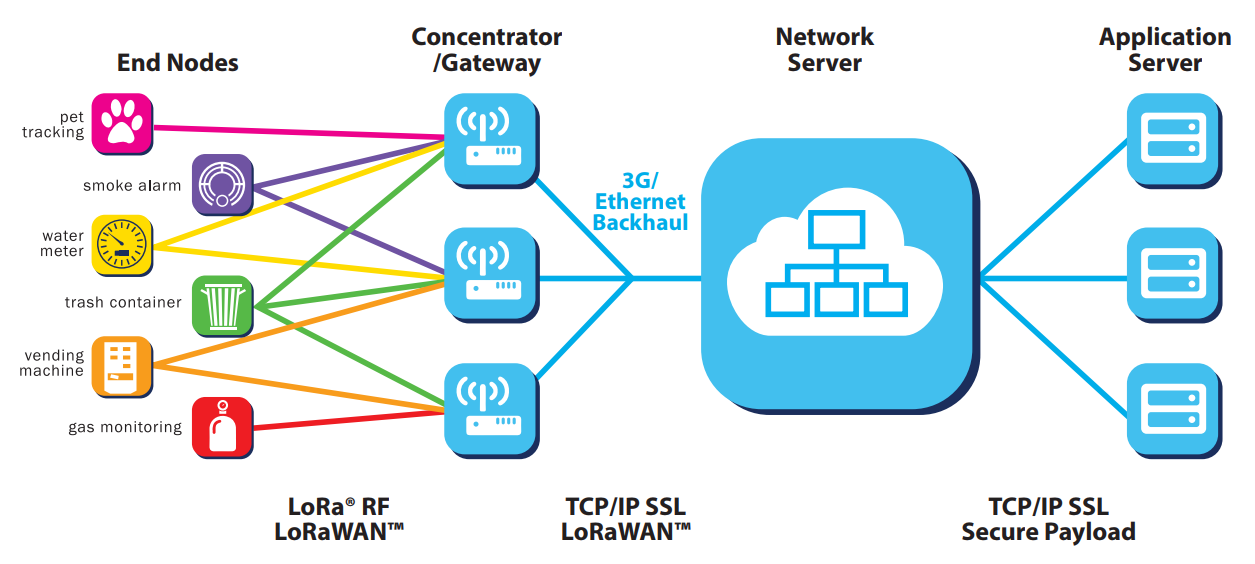 End Nodes
Concentrator
/Gateway
Network
Server
Application
Server
pet
tracking
smoke alarm
water
meter
trash container
vending
machine
gas monitoring
3G/
Ethernet
Backhaul
LoRa® RF
LoRaWAN™
TCP/IP SSL
LoRaWAN™
TCP/IP SSL
Secure Payload